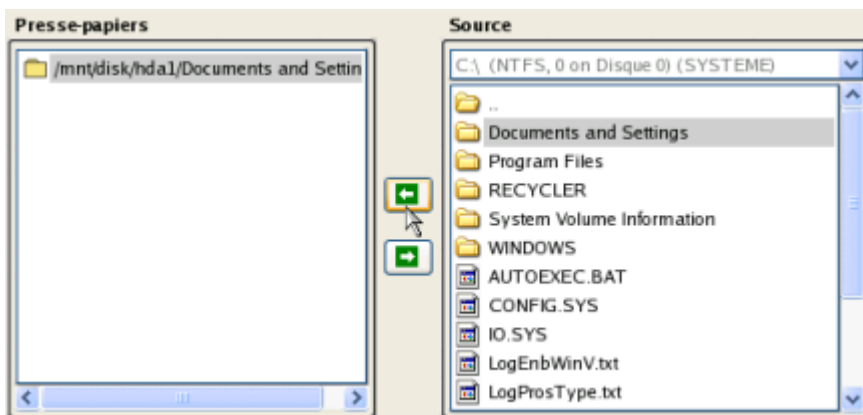 Presse-papiers
/mnt/disk/hda1/Documents and Settin
Source
C:\ (NTFS, 0 on Disque 0) (SYSTEME)
..
Documents and Settings
Program Files
RECYCLER
System Volume Information
WINDOWS
AUTOEXEC.BAT
CONFIG.SYS
IO.SYS
LogEnbWinV.txt
LogProsType.txt